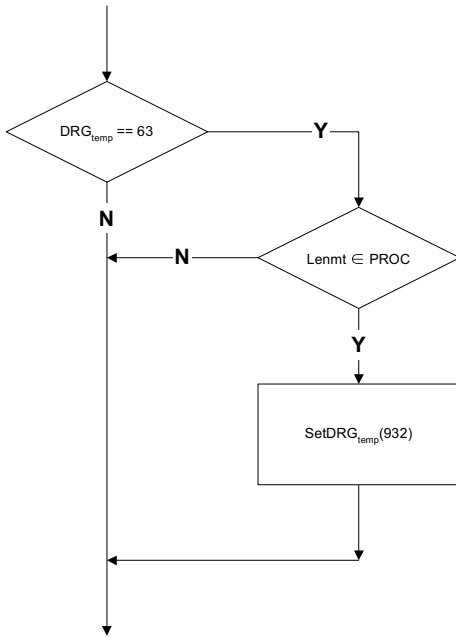 DRGtemp == 63
Y
N
N
Lenmt ∈ PROC
Y
SetDRGtemp(932)